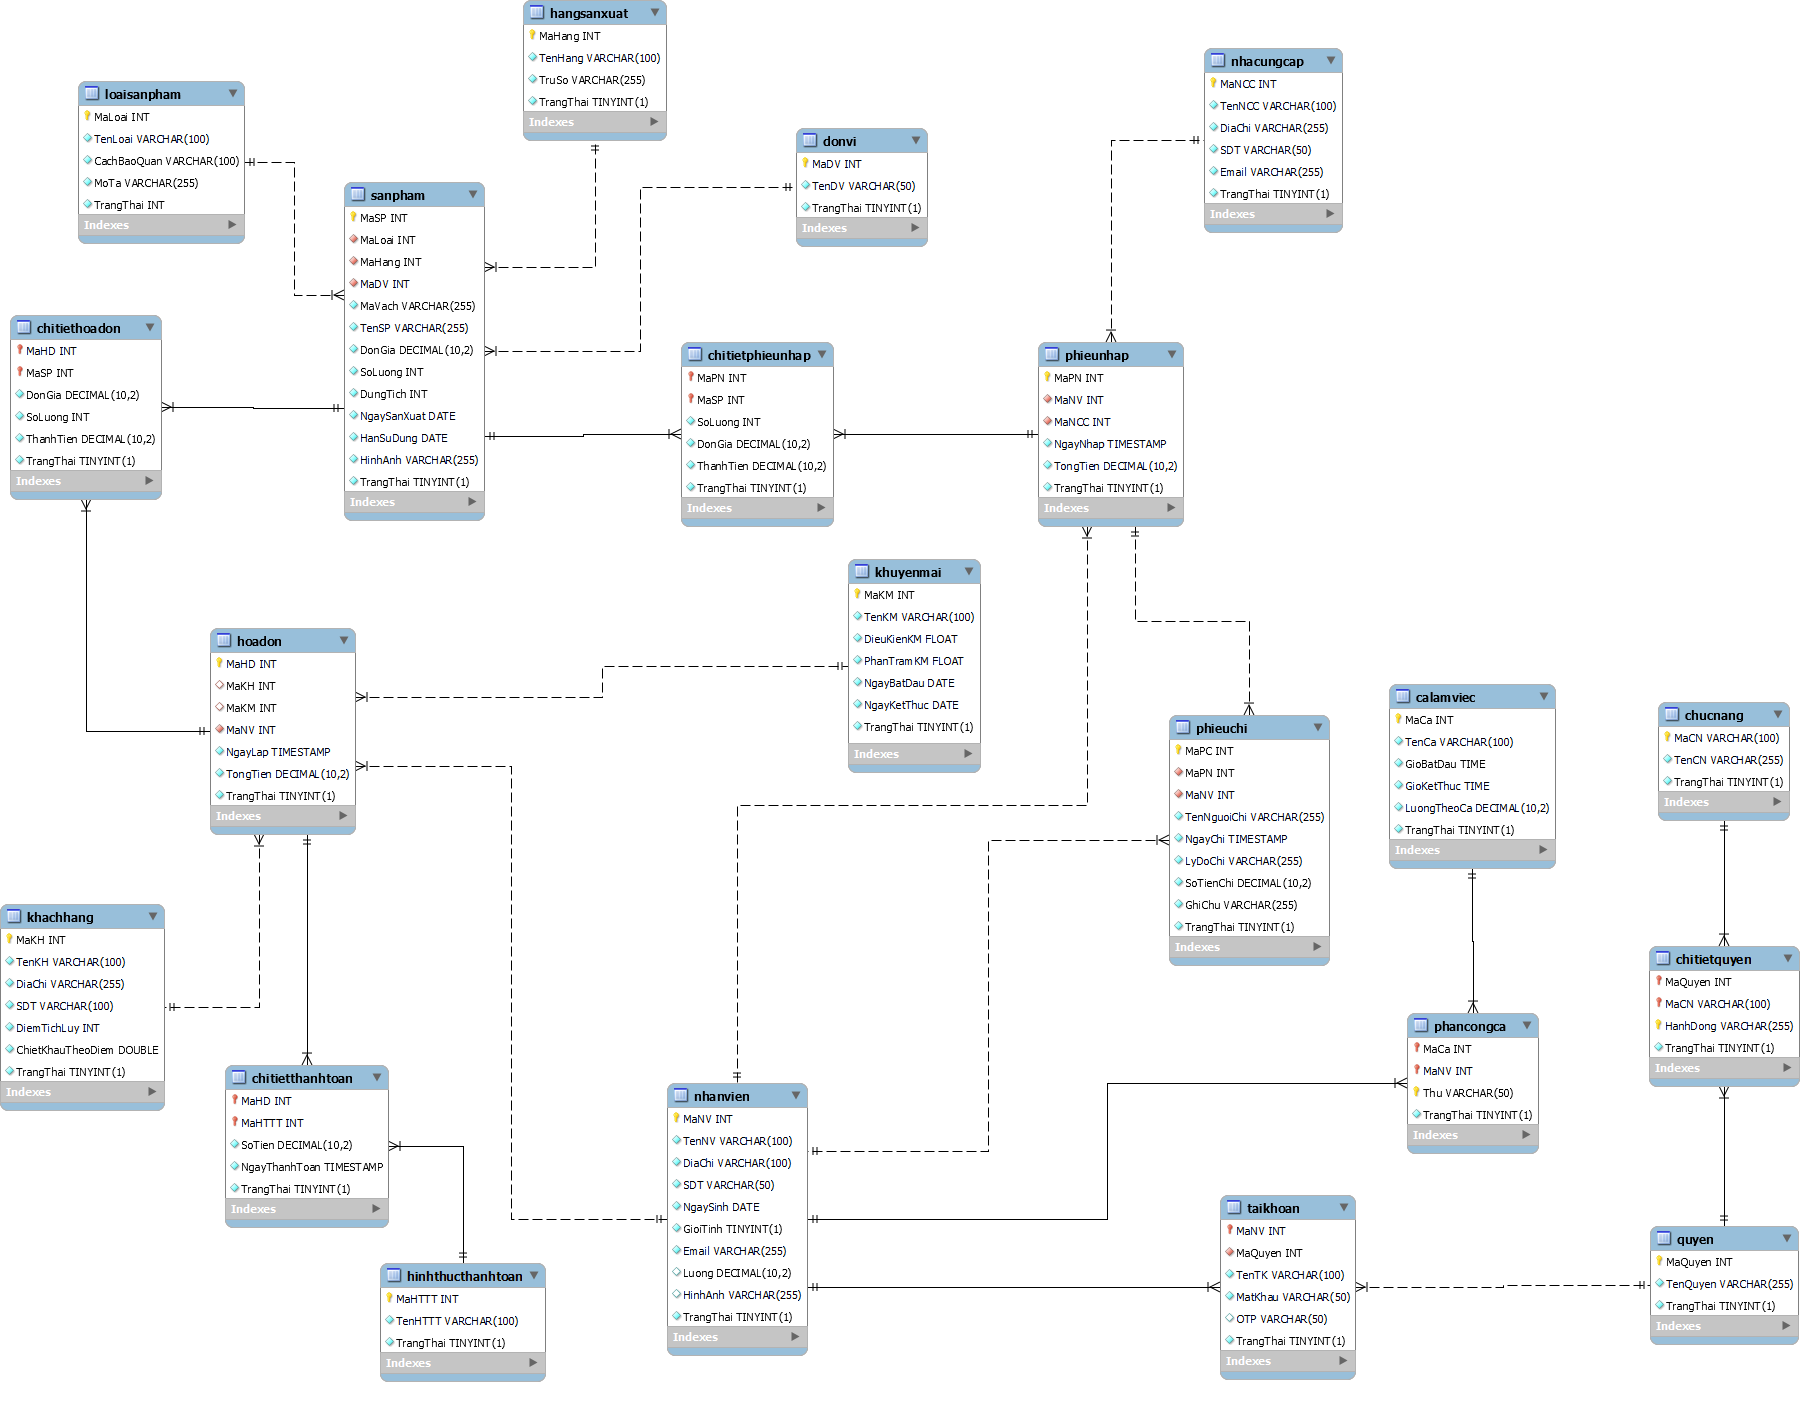 hangsanxuat
MaHang INT
TenHang VARCHAR(100)
TruSo VARCHAR(255)
TrangThai TINYINT(1)
Indexes
nhacungcap
MaNCC INT
TenNCC VARCHAR(100)
DiaChi VARCHAR(255)
SDT VARCHAR(50)
Email VARCHAR(255)
TrangThai TINYINT(1)
Indexes
loaisanpham
MaLoai INT
TenLoai VARCHAR(100)
CachBaoQuan VARCHAR(100)
MoTa VARCHAR(255)
TrangThai INT
Indexes
donvi
MaDV INT
TenDV VARCHAR(50)
TrangThai TINYINT(1)
Indexes
sanpham
MaSP INT
MaLoai INT
MaHang INT
MaDV INT
MaVach VARCHAR(255)
TenSP VARCHAR(255)
DonGia DECIMAL(10,2)
SoLuong INT
DungTich INT
NgaySanXuat DATE
HanSuDung DATE
HinhAnh VARCHAR(255)
TrangThai TINYINT(1)
Indexes
chitiethoadon
MaHD INT
MaSP INT
DonGia DECIMAL(10,2)
SoLuong INT
ThanhTien DECIMAL(10,2)
TrangThai TINYINT(1)
Indexes
chitietphieunhap
MaPN INT
MaSP INT
SoLuong INT
DonGia DECIMAL(10,2)
ThanhTien DECIMAL(10,2)
TrangThai TINYINT(1)
Indexes
phieunhap
MaPN INT
MaNV INT
MaNCC INT
NgayNhap TIMESTAMP
TongTien DECIMAL(10,2)
TrangThai TINYINT(1)
Indexes
khuyenmai
MaKM INT
TenKM VARCHAR(100)
DieuKienKM FLOAT
PhanTramKM FLOAT
NgayBatDau DATE
NgayKetThuc DATE
TrangThai TINYINT(1)
Indexes
hoadon
MaHD INT
MaKH INT
MaKM INT
MaNV INT
NgayLap TIMESTAMP
TongTien DECIMAL(10,2)
TrangThai TINYINT(1)
Indexes
phieuchi
MaPC INT
MaPN INT
MaNV INT
TenNguoiChi VARCHAR(255)
NgayChi TIMESTAMP
LyDoChi VARCHAR(255)
SoTienChi DECIMAL(10,2)
GhiChu VARCHAR(255)
TrangThai TINYINT(1)
Indexes
calamviec
MaCa INT
TenCa VARCHAR(100)
GioBatDau TIME
GioKetThuc TIME
LuongTheoCa DECIMAL(10,2)
TrangThai TINYINT(1)
Indexes
chucnang
MaCN VARCHAR(100)
TenCN VARCHAR(255)
TrangThai TINYINT(1)
Indexes
khachhang
MaKH INT
TenKH VARCHAR(100)
DiaChi VARCHAR(255)
SDT VARCHAR(100)
DiemTichLuy INT
ChietKhauTheoDiem DOUBLE
TrangThai TINYINT(1)
Indexes
chitietquyen
MaQuyen INT
MaCN VARCHAR(100)
HanhDong VARCHAR(255)
TrangThai TINYINT(1)
Indexes
phancongca
MaCa INT
MaNV INT
Thu VARCHAR(50)
TrangThai TINYINT(1)
Indexes
chitietthanhtoan
MaHD INT
MaHTTT INT
SoTien DECIMAL(10,2)
NgayThanhToan TIMESTAMP
TrangThai TINYINT(1)
Indexes
nhanvien
MaNV INT
TenNV VARCHAR(100)
DiaChi VARCHAR(100)
SDT VARCHAR(50)
NgaySinh DATE
GioiTinh TINYINT(1)
Email VARCHAR(255)
Luong DECIMAL(10,2)
HinhAnh VARCHAR(255)
TrangThai TINYINT(1)
Indexes
taikhoan
MaNV INT
MaQuyen INT
TenTK VARCHAR(100)
MatKhau VARCHAR(50)
OTP VARCHAR(50)
TrangThai TINYINT(1)
Indexes
quyen
MaQuyen INT
TenQuyen VARCHAR(255)
TrangThai TINYINT(1)
Indexes
hinhthucthanhtoan
MaHTTT INT
TenHTTT VARCHAR(100)
TrangThai TINYINT(1)
Indexes